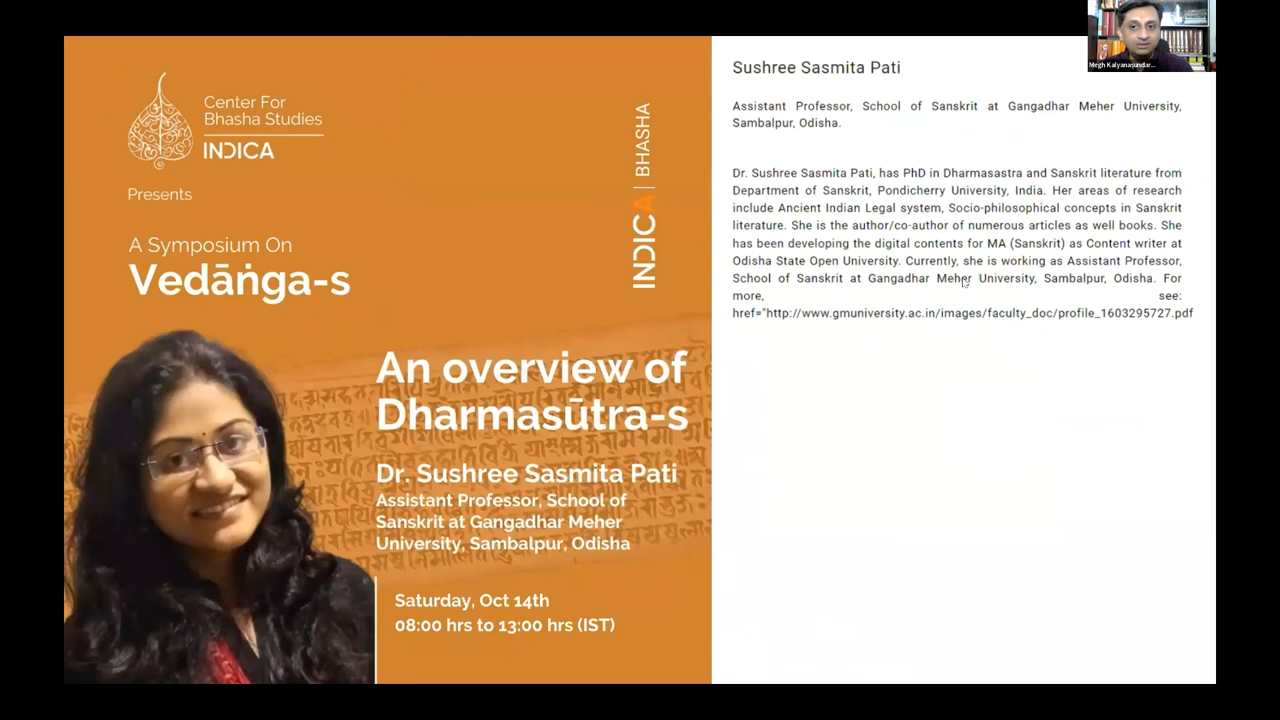 Center For
Bhasha Studies
INDICA
Presents
A Symposium On
Vedāṅga-s
INDICA | BHASHA
An overview of
Dharmasūtra-s
Dr. Sushree Sasmita Pati
Assistant Professor, School of
Sanskrit at Gangadhar Meher
University, Sambalpur, Odisha
Saturday, Oct 14th
08:00 hrs to 13:00 hrs (IST)
Sushree Sasmita Pati
Assistant Professor, School of Sanskrit at Gangadhar Meher University,
Sambalpur, Odisha.
Dr. Sushree Sasmita Pati, has PhD in Dharmasastra and Sanskrit literature from
Department of Sanskrit, Pondicherry University, India. Her areas of research
include Ancient Indian Legal system, Socio-philosophical concepts in Sanskrit
literature. She is the author/co-author of numerous articles as well books. She
has been developing the digital contents for MA (Sanskrit) as Content writer at
Odisha State Open University. Currently, she is working as Assistant Professor,
School of Sanskrit at Gangadhar Meher University, Sambalpur, Odisha. For
more, see:
href="http://www.gmuniversity.ac.in/images/faculty_doc/profile_1603295727.pdf
Megh Kalyanasundar...